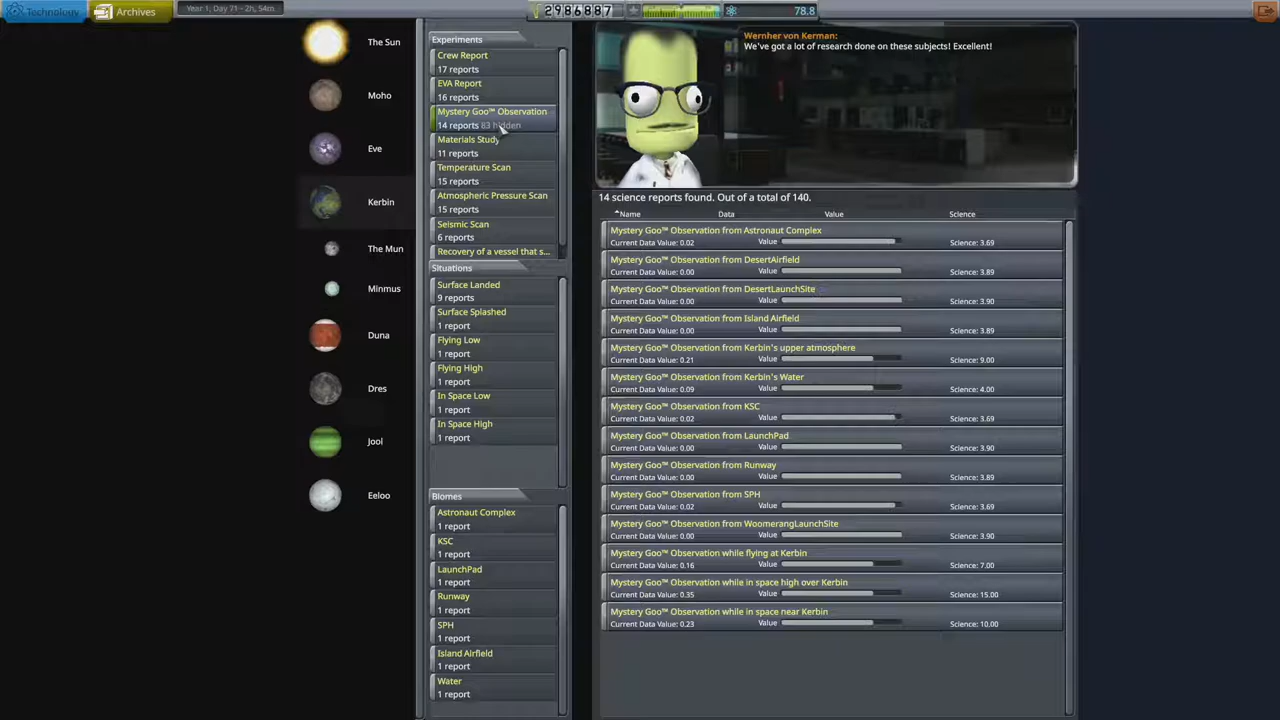 Technology
Archives
Year 1, Day 71 - 2h, 54m
2986887
78.8
The Sun
Moho
Eve
Kerbin
The Mun
Minmus
Duna
Dres
Jool
Eeloo
Experiments
Crew Report
17 reports
EVA Report
16 reports
Mystery Goo™ Observation
14 reports 83 hidden
Materials Study
11 reports
Temperature Scan
15 reports
Atmospheric Pressure Scan
15 reports
Seismic Scan
6 reports
Recovery of a vessel that s...
Situations
Surface Landed
9 reports
Surface Splashed
1 report
Flying Low
1 report
Flying High
1 report
In Space Low
1 report
In Space High
1 report
Biomes
Astronaut Complex
1 report
KSC
1 report
LaunchPad
1 report
Runway
1 report
SPH
1 report
Island Airfield
1 report
Water
1 report
Wernher von Kerman:
We've got a lot of research done on these subjects! Excellent!
14 science reports found. Out of a total of 140.
Name Data Value Science
Mystery Goo™ Observation from Astronaut Complex
Current Data Value: 0.02 Value Science: 3.69
Mystery Goo™ Observation from DesertAirfield
Current Data Value: 0.00 Value Science: 3.89
Mystery Goo™ Observation from DesertLaunchSite
Current Data Value: 0.00 Value Science: 3.90
Mystery Goo™ Observation from Island Airfield
Current Data Value: 0.00 Value Science: 3.89
Mystery Goo™ Observation from Kerbin's upper atmosphere
Current Data Value: 0.21 Value Science: 9.00
Mystery Goo™ Observation from Kerbin's Water
Current Data Value: 0.09 Value Science: 4.00
Mystery Goo™ Observation from KSC
Current Data Value: 0.02 Value Science: 3.69
Mystery Goo™ Observation from LaunchPad
Current Data Value: 0.00 Value Science: 3.90
Mystery Goo™ Observation from Runway
Current Data Value: 0.00 Value Science: 3.89
Mystery Goo™ Observation from SPH
Current Data Value: 0.02 Value Science: 3.69
Mystery Goo™ Observation from WoomerangLaunchSite
Current Data Value: 0.00 Value Science: 3.90
Mystery Goo™ Observation while flying at Kerbin
Current Data Value: 0.16 Value Science: 7.00
Mystery Goo™ Observation while in space high over Kerbin
Current Data Value: 0.35 Value Science: 15.00
Mystery Goo™ Observation while in space near Kerbin
Current Data Value: 0.23 Value Science: 10.00